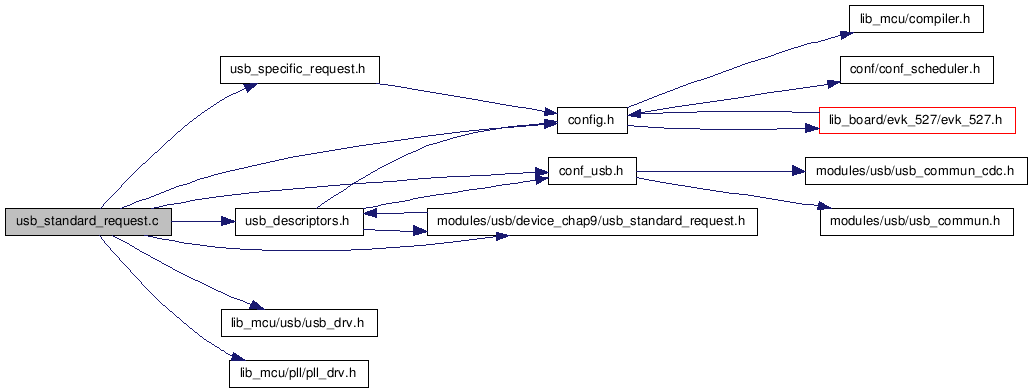 lib_mcu/compiler.h
usb_specific_request.h
conf/conf_scheduler.h
config.h
lib_board/evk_527/evk_527.h
conf_usb.h
modules/usb/usb_commun_cdc.h
usb_standard_request.c
usb_descriptors.h
modules/usb/device_chap9/usb_standard_request.h
modules/usb/usb_commun.h
lib_mcu/usb/usb_drv.h
lib_mcu/pll/pll_drv.h